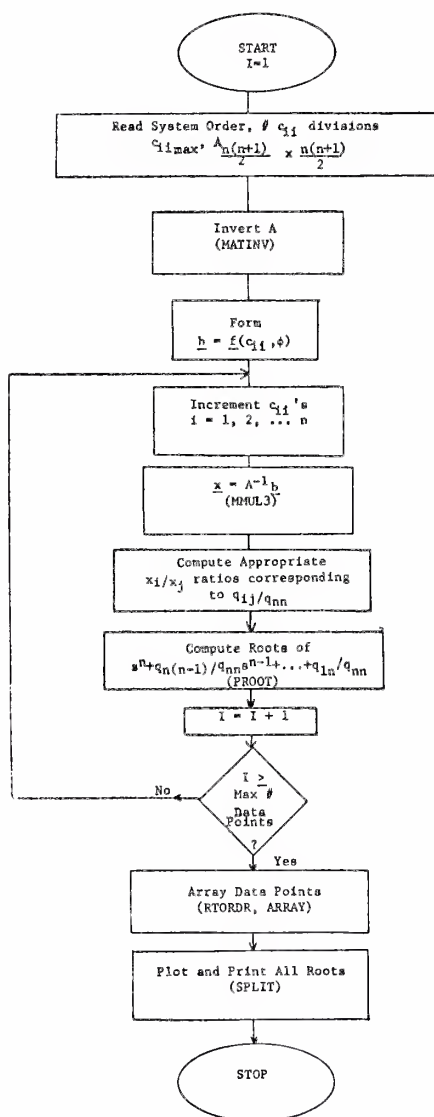 START
I=1
Read System Order, # c_ii divisions
c_ii max, A_n(n+1)/2 x n(n+1)/2
Invert A
(MATINV)
Form
h = f(c_ii, φ)
Increment c_ii's
i = 1, 2, ... n
x = A^-1 b
(MMUL3)
Compute Appropriate
x_i/x_j ratios corresponding
to q_ij/q_nn
Compute Roots of
s^n+q_n(n-1)/q_nn s^n-1+...+q_1n/q_nn
(PROOT)
I = I + 1
I ≥
No
Max #
Data
Points
?
Yes
Array Data Points
(RTORDR, ARRAY)
Plot and Print All Roots
(SPLIT)
STOP